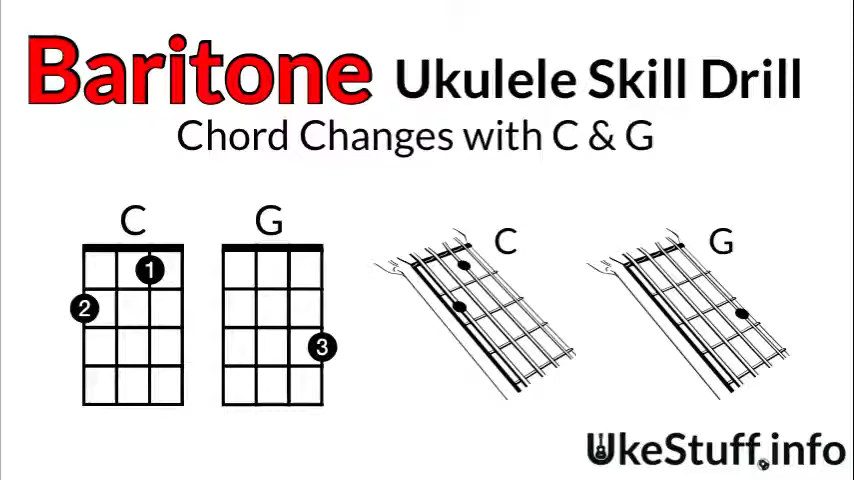 Baritone Ukulele Skill Drill
Chord Changes with C & G
C G C G
1
2
3
UkeStuff.info